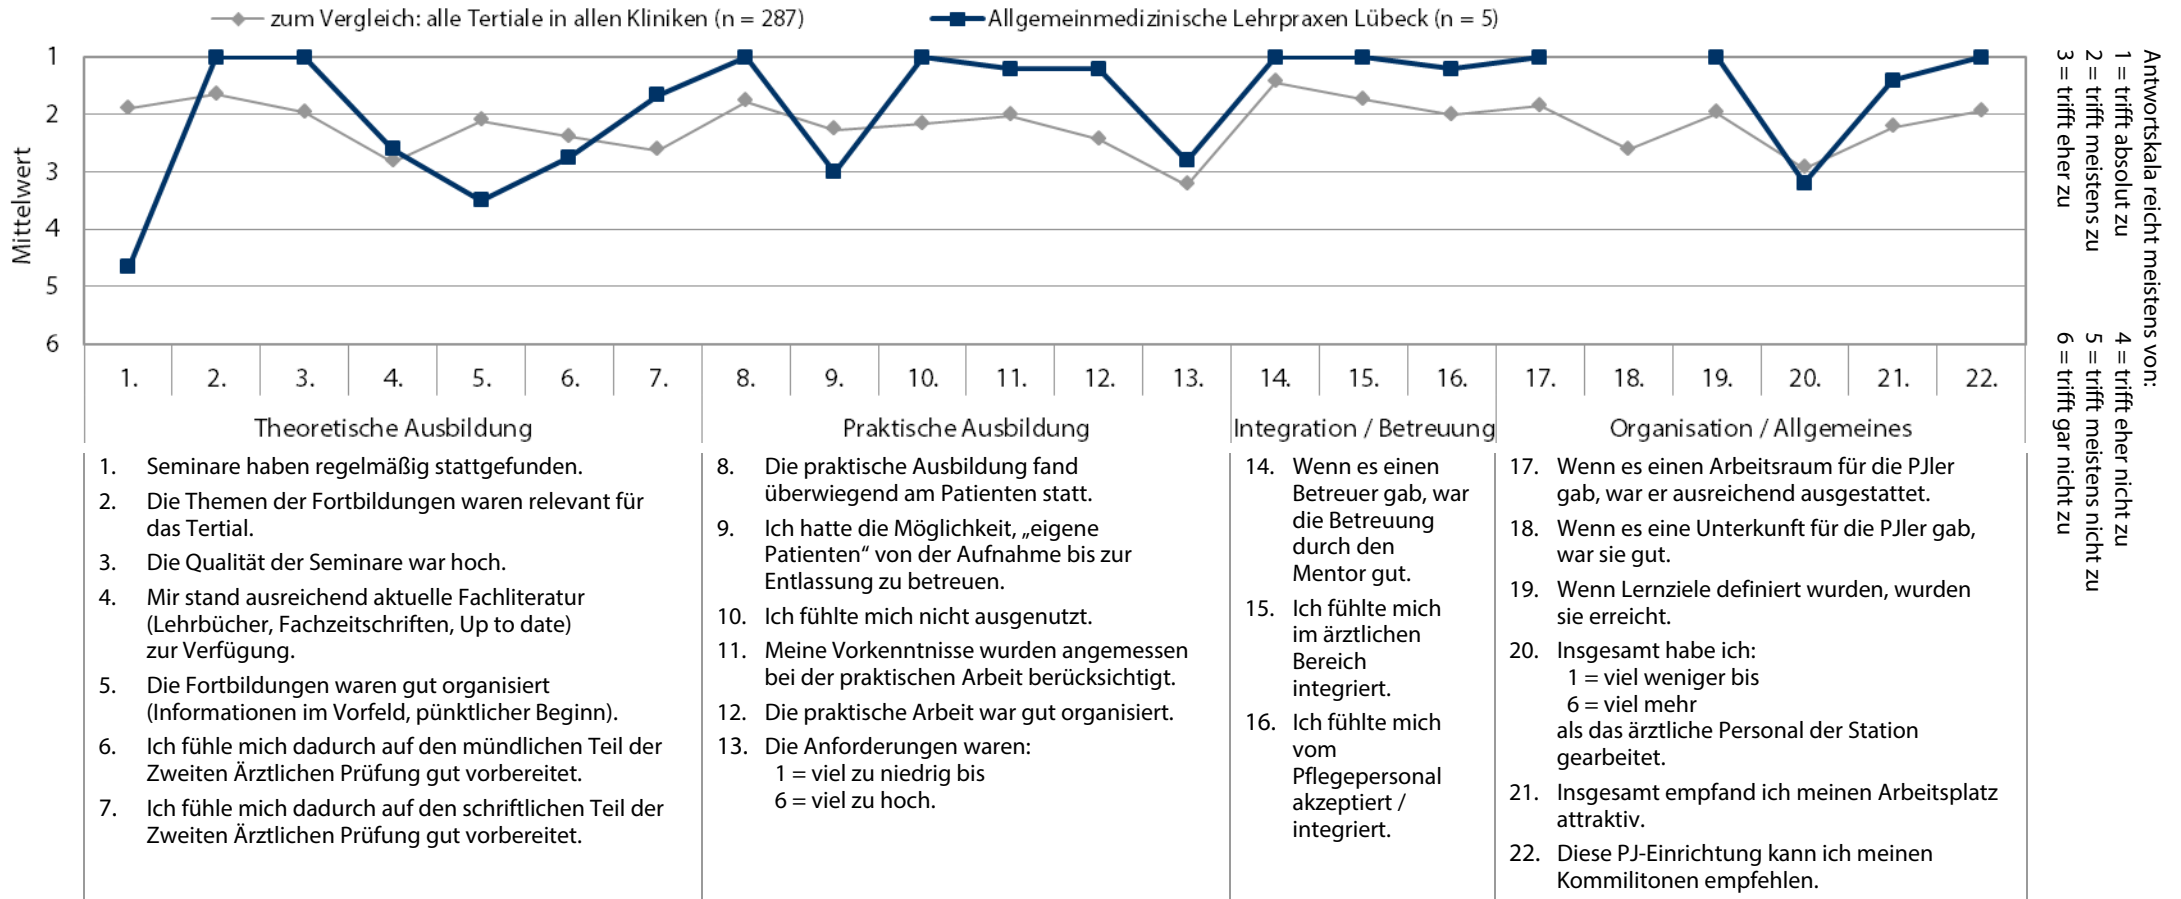 zum Vergleich: alle Tertiale in allen Kliniken (n = 287)
Allgemeinmedizinische Lehrpraxen Lübeck (n = 5)
Mittelwert
1
2
3
4
5
6
1. 2. 3. 4. 5. 6. 7. 8. 9. 10. 11. 12. 13. 14. 15. 16. 17. 18. 19. 20. 21. 22.
Theoretische Ausbildung
Praktische Ausbildung
Integration / Betreuung
Organisation / Allgemeines
1. Seminare haben regelmäßig stattgefunden.
2. Die Themen der Fortbildungen waren relevant für
das Tertial.
3. Die Qualität der Seminare war hoch.
4. Mir stand ausreichend aktuelle Fachliteratur
(Lehrbücher, Fachzeitschriften, Up to date)
zur Verfügung.
5. Die Fortbildungen waren gut organisiert
(Informationen im Vorfeld, pünktlicher Beginn).
6. Ich fühle mich dadurch auf den mündlichen Teil der
Zweiten Ärztlichen Prüfung gut vorbereitet.
7. Ich fühle mich dadurch auf den schriftlichen Teil der
Zweiten Ärztlichen Prüfung gut vorbereitet.
8. Die praktische Ausbildung fand
überwiegend am Patienten statt.
9. Ich hatte die Möglichkeit, „eigene
Patienten“ von der Aufnahme bis zur
Entlassung zu betreuen.
10. Ich fühlte mich nicht ausgenutzt.
11. Meine Vorkenntnisse wurden angemessen
bei der praktischen Arbeit berücksichtigt.
12. Die praktische Arbeit war gut organisiert.
13. Die Anforderungen waren:
1 = viel zu niedrig bis
6 = viel zu hoch.
14. Wenn es einen
Betreuer gab, war
die Betreuung
durch den
Mentor gut.
15. Ich fühlte mich
im ärztlichen
Bereich
integriert.
16. Ich fühlte mich
vom
Pflegepersonal
akzeptiert /
integriert.
17. Wenn es einen Arbeitsraum für die PJler
gab, war er ausreichend ausgestattet.
18. Wenn es eine Unterkunft für die PJler gab,
war sie gut.
19. Wenn Lernziele definiert wurden, wurden
sie erreicht.
20. Insgesamt habe ich:
1 = viel weniger bis
6 = viel mehr
als das ärztliche Personal der Station
gearbeitet.
21. Insgesamt empfand ich meinen Arbeitsplatz
attraktiv.
22. Diese PJ-Einrichtung kann ich meinen
Kommilitonen empfehlen.
Antwortskala reicht meistens von:
1 = trifft absolut zu
2 = trifft meistens zu
3 = trifft eher zu
4 = trifft eher nicht zu
5 = trifft meistens nicht zu
6 = trifft gar nicht zu